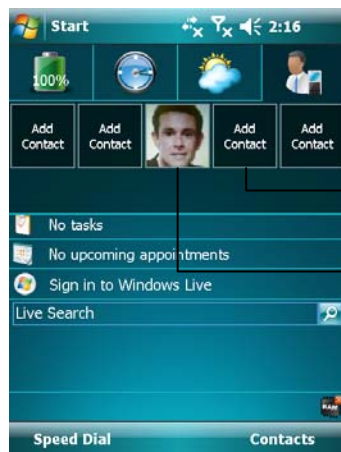 Start 2:16
100%
Add Contact Add Contact Add Contact Add Contact
No tasks
No upcoming appointments
Sign in to Windows Live
Live Search
RAM
Speed Dial Contacts